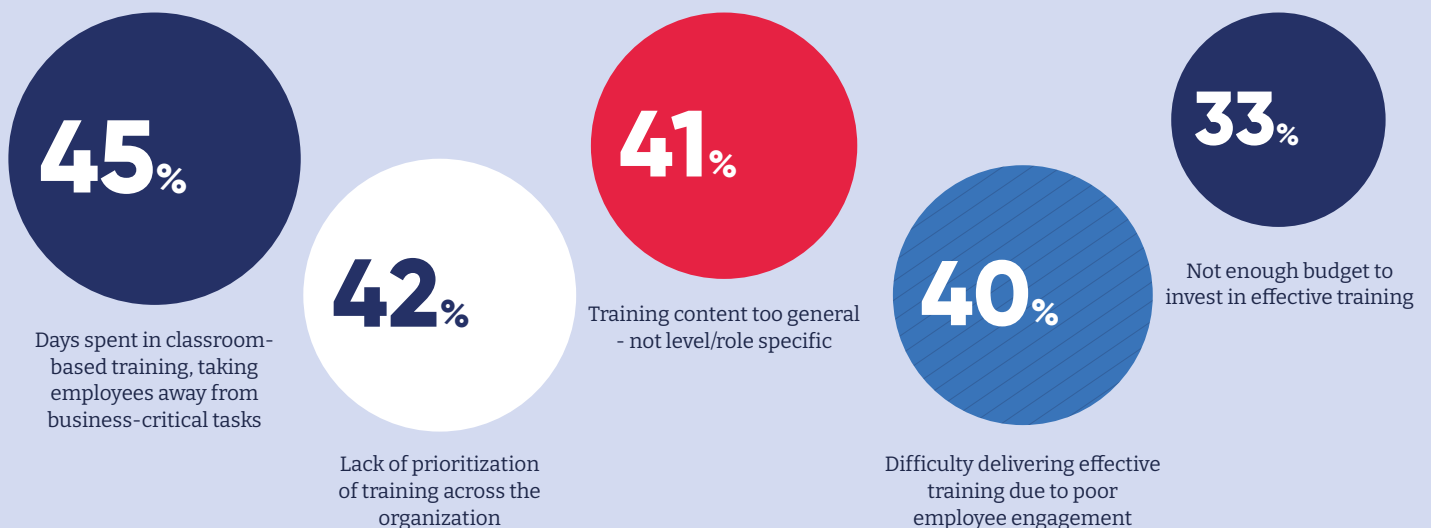 45%
Days spent in classroom-
based training, taking
employees away from
business-critical tasks
42%
Lack of prioritization
of training across the
organization
41%
Training content too general
- not level/role specific
40%
Difficulty delivering effective
training due to poor
employee engagement
33%
Not enough budget to
invest in effective training